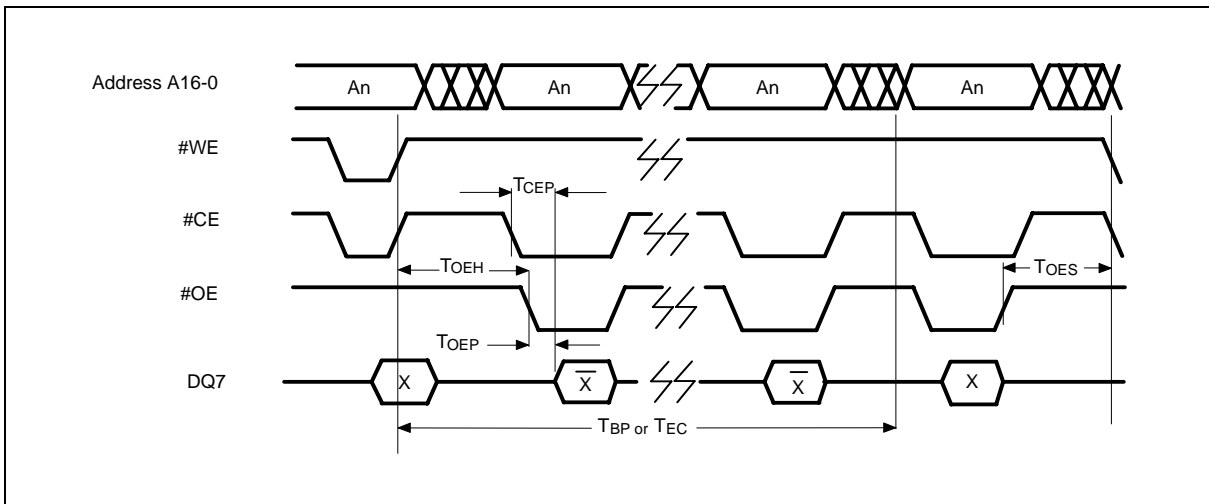 Address A16-0
An An An An
#WE
TCEP
#CE
TOEH TOES
#OE
TOEP
DQ7 X X̅ X̅ X
TBP or TEC